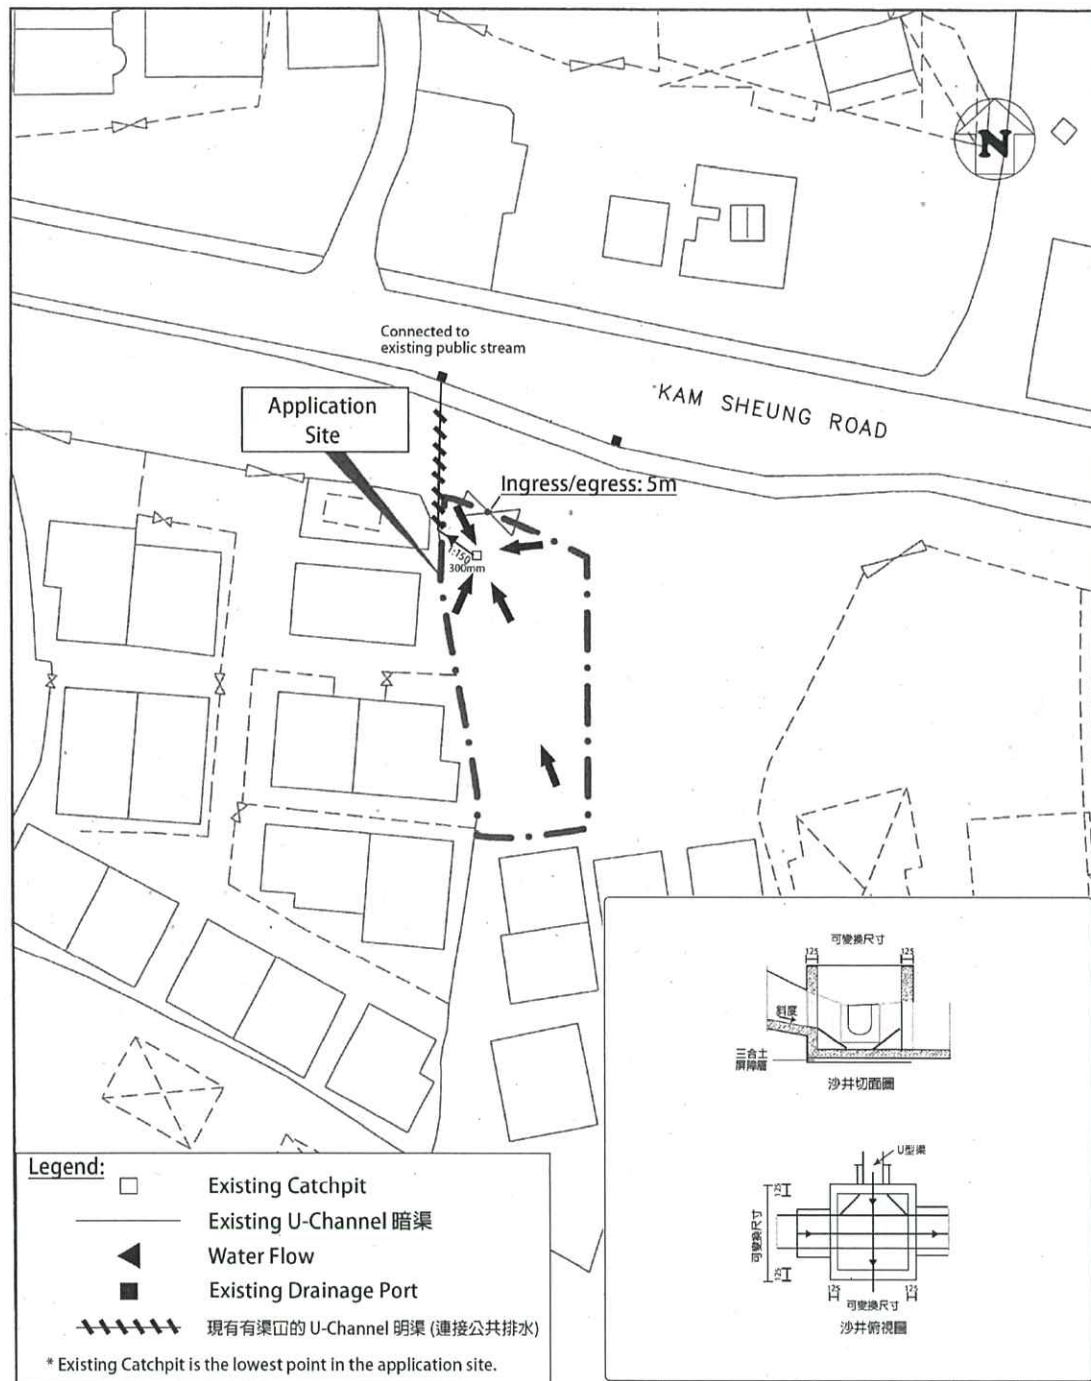 N
Connected to
existing public stream
KAM SHEUNG ROAD
Application
Site
Ingress/egress: 5m
1:150
300mm
可變換尺寸
125
125
斜度
三合土
屏障層
沙井切面圖
U型渠
125
可變換尺寸
125
125
125
可變換尺寸
沙井俯視圖
Legend:
Existing Catchpit
Existing U-Channel 暗渠
Water Flow
Existing Drainage Port
現有有渠冚的 U-Channel 明渠 (連接公共排水)
* Existing Catchpit is the lowest point in the application site.